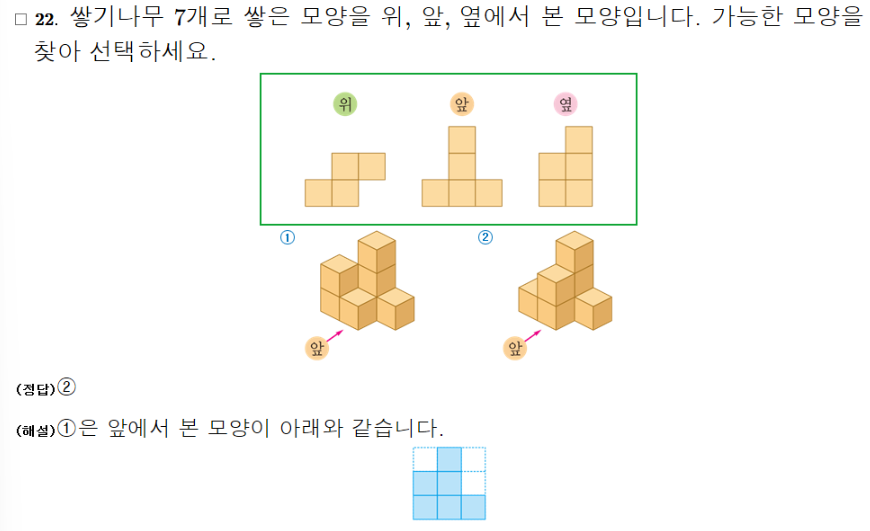 □ 22. 쌓기나무 7개로 쌓은 모양을 위, 앞, 옆에서 본 모양입니다. 가능한 모양을
찾아 선택하세요.
위 앞 옆
① ②
앞 앞
(정답)②
(해설)①은 앞에서 본 모양이 아래와 같습니다.